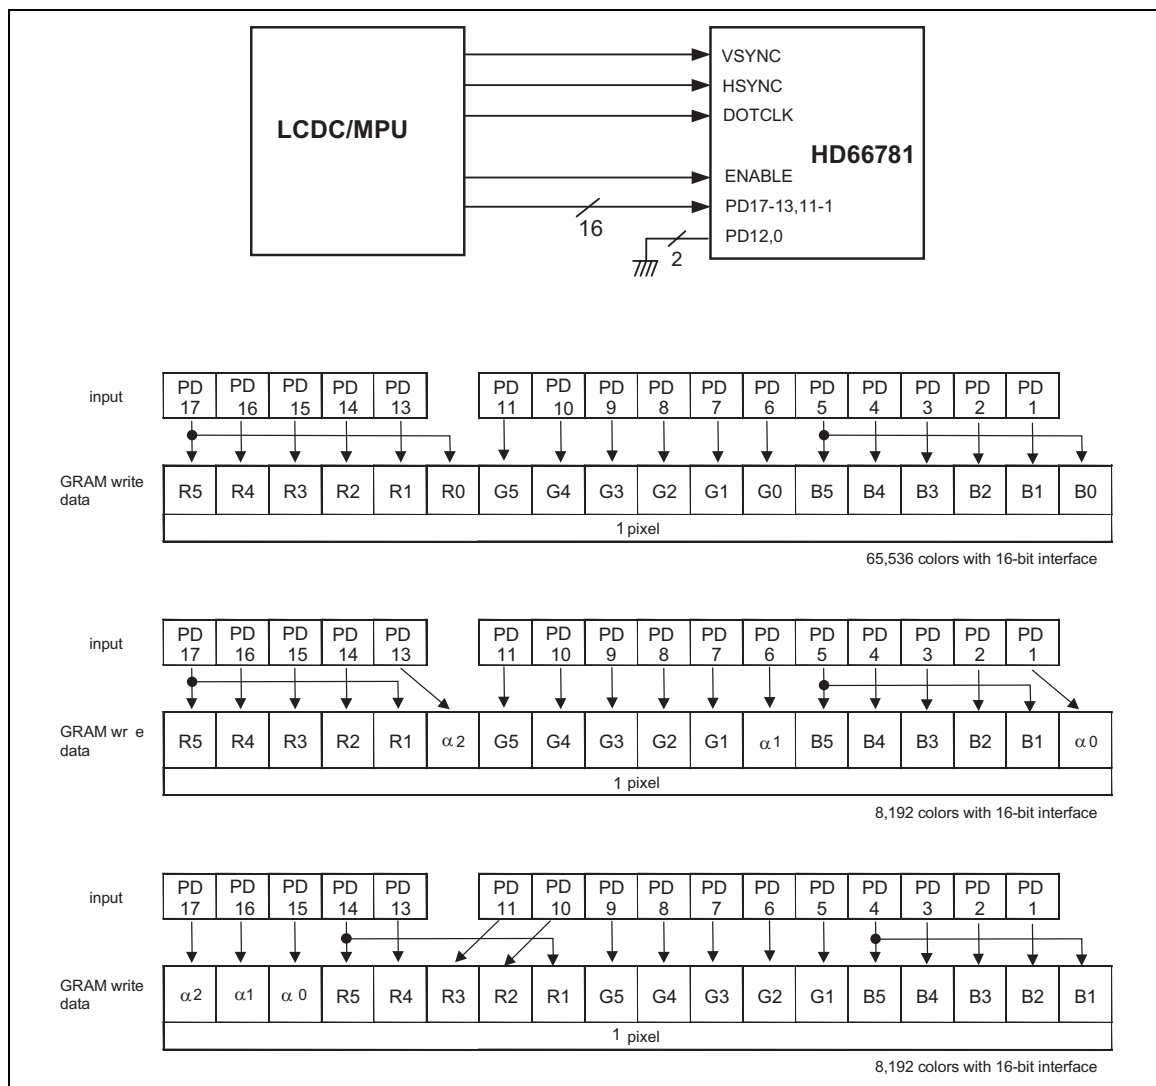 VSYNC
HSYNC
DOTCLK
LCDC/MPU
HD66781
ENABLE
PD17-13,11-1
16
PD12,0
2
input PD 17 PD 16 PD 15 PD 14 PD 13 PD 11 PD 10 PD 9 PD 8 PD 7 PD 6 PD 5 PD 4 PD 3 PD 2 PD 1
GRAM write data R5 R4 R3 R2 R1 R0 G5 G4 G3 G2 G1 G0 B5 B4 B3 B2 B1 B0
1 pixel
65,536 colors with 16-bit interface
input PD 17 PD 16 PD 15 PD 14 PD 13 PD 11 PD 10 PD 9 PD 8 PD 7 PD 6 PD 5 PD 4 PD 3 PD 2 PD 1
GRAM wr e data R5 R4 R3 R2 R1 α2 G5 G4 G3 G2 G1 α1 B5 B4 B3 B2 B1 α0
1 pixel
8,192 colors with 16-bit interface
input PD 17 PD 16 PD 15 PD 14 PD 13 PD 11 PD 10 PD 9 PD 8 PD 7 PD 6 PD 5 PD 4 PD 3 PD 2 PD 1
GRAM write data α2 α1 α0 R5 R4 R3 R2 R1 G5 G4 G3 G2 G1 B5 B4 B3 B2 B1
1 pixel
8,192 colors with 16-bit interface